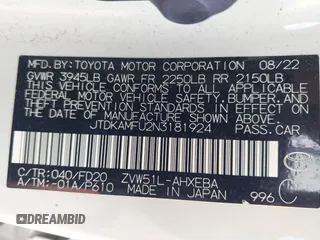 MFD.BY:TOYOTA MOTOR CORPORATION 08/22
GVWR 3945LB GAWR FR 2250LB RR 2150LB
THIS VEHICLE CONFORMS TO ALL APPLICABLE
FEDERAL MOTOR VEHICLE SAFETY, BUMPER, AND
THEFT PREVENTION STANDARDS IN EFFECT ON THE
DATE OF MANUFACTURE SHOWN ABOVE.
JTDKAMFU2N3181924 PASS.CAR
C/TR:040/FD20 ZVW51L-AHXEBA
A/TM:-01A/P610 MADE IN JAPAN 996 C
DREAMBID
dreambid.com